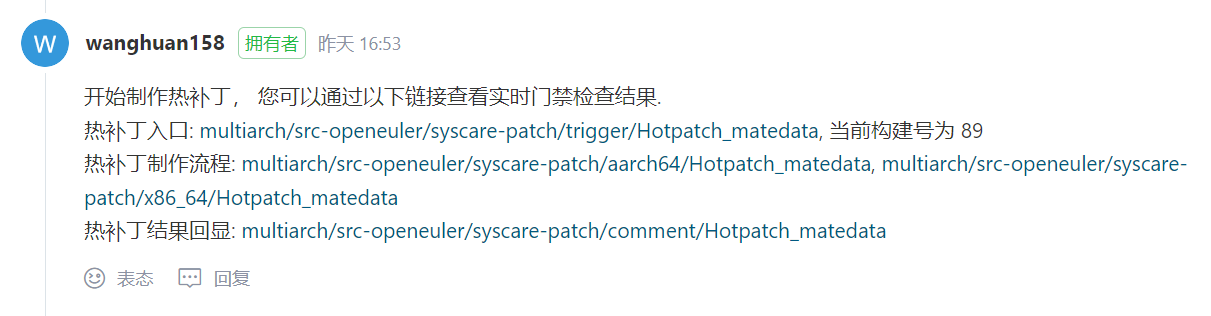 W wanghuan158 拥有者 昨天 16:53
开始制作热补丁， 您可以通过以下链接查看实时门禁检查结果.
热补丁入口: multiarch/src-openeuler/syscare-patch/trigger/Hotpatch_matedata, 当前构建号为 89
热补丁制作流程: multiarch/src-openeuler/syscare-patch/aarch64/Hotpatch_matedata, multiarch/src-openeuler/syscare-
patch/x86_64/Hotpatch_matedata
热补丁结果回显: multiarch/src-openeuler/syscare-patch/comment/Hotpatch_matedata
表态 回复